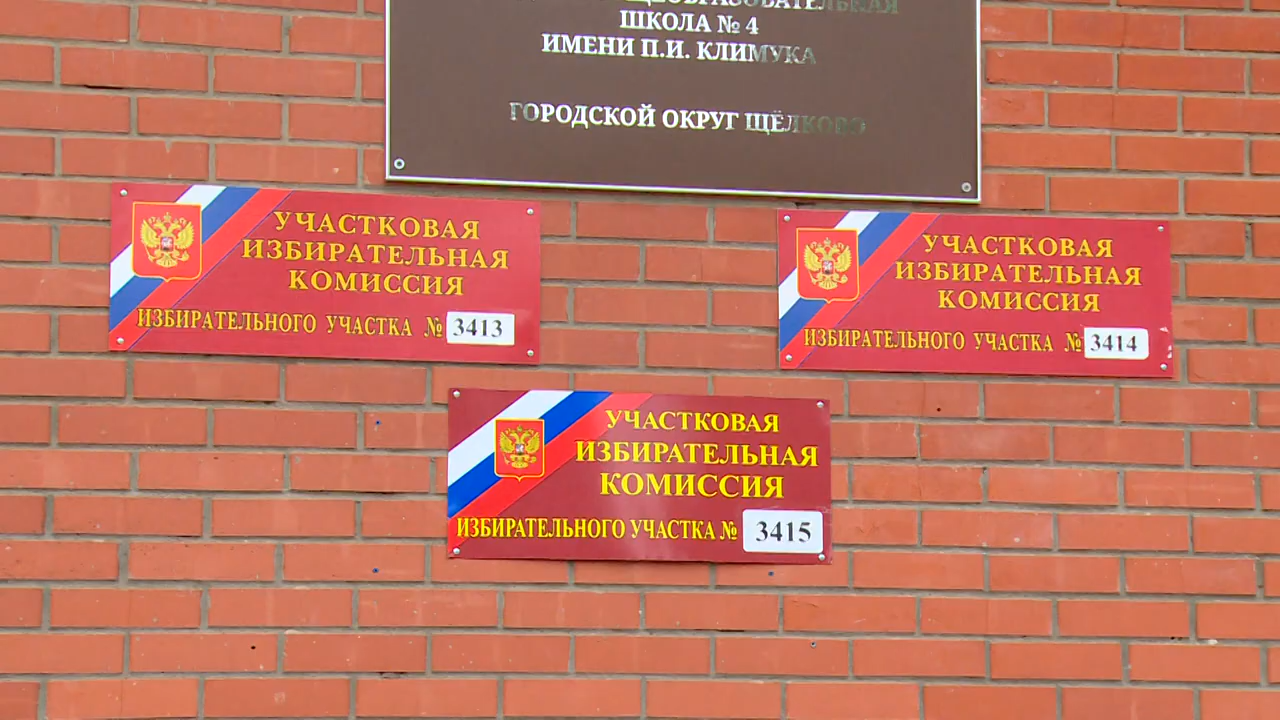 ШКОЛА № 4
ИМЕНИ П.И. КЛИМУКА
ГОРОДСКОЙ ОКРУГ ЩЁЛКОВО
УЧАСТКОВАЯ
ИЗБИРАТЕЛЬНАЯ
КОМИССИЯ
ИЗБИРАТЕЛЬНОГО УЧАСТКА № 3413
УЧАСТКОВАЯ
ИЗБИРАТЕЛЬНАЯ
КОМИССИЯ
ИЗБИРАТЕЛЬНОГО УЧАСТКА № 3414
УЧАСТКОВАЯ
ИЗБИРАТЕЛЬНАЯ
КОМИССИЯ
ИЗБИРАТЕЛЬНОГО УЧАСТКА № 3415